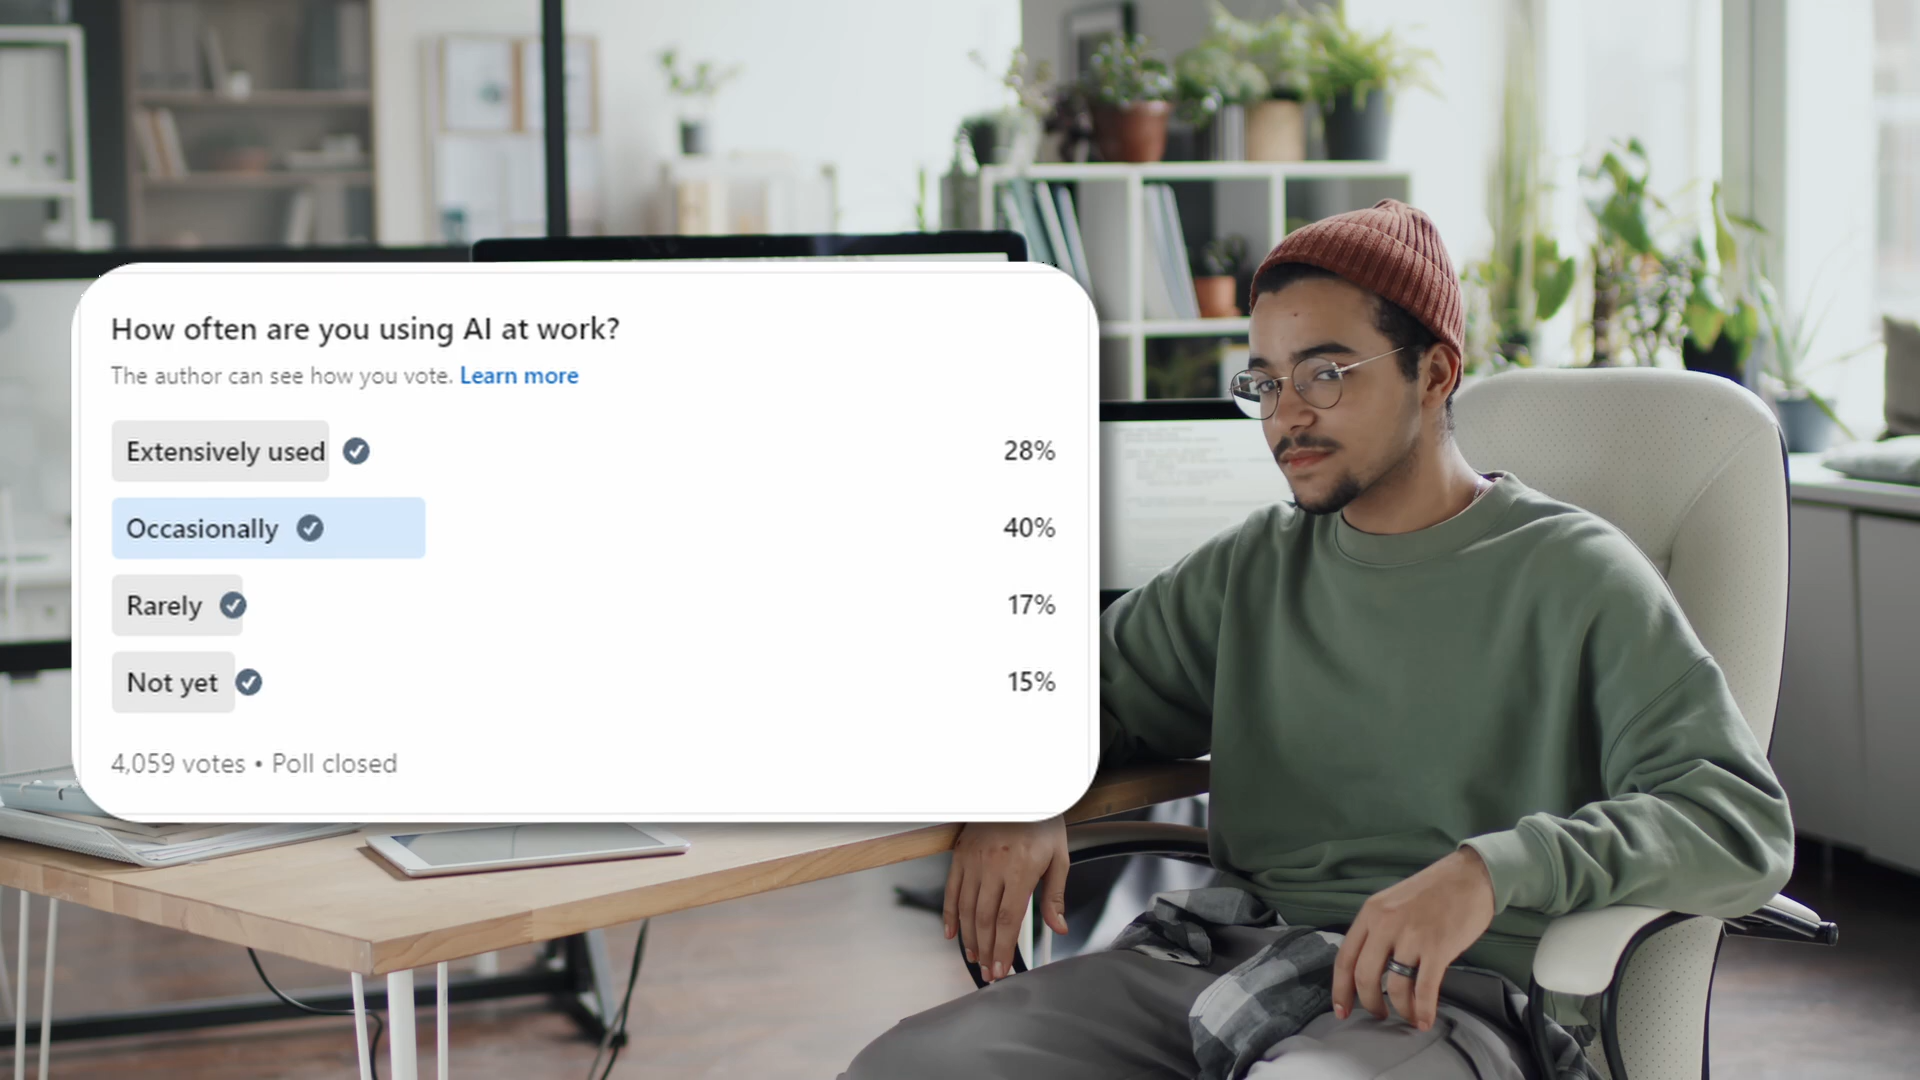 How often are you using AI at work?
The author can see how you vote. Learn more
Extensively used 28%
Occasionally 40%
Rarely 17%
Not yet 15%
4,059 votes • Poll closed